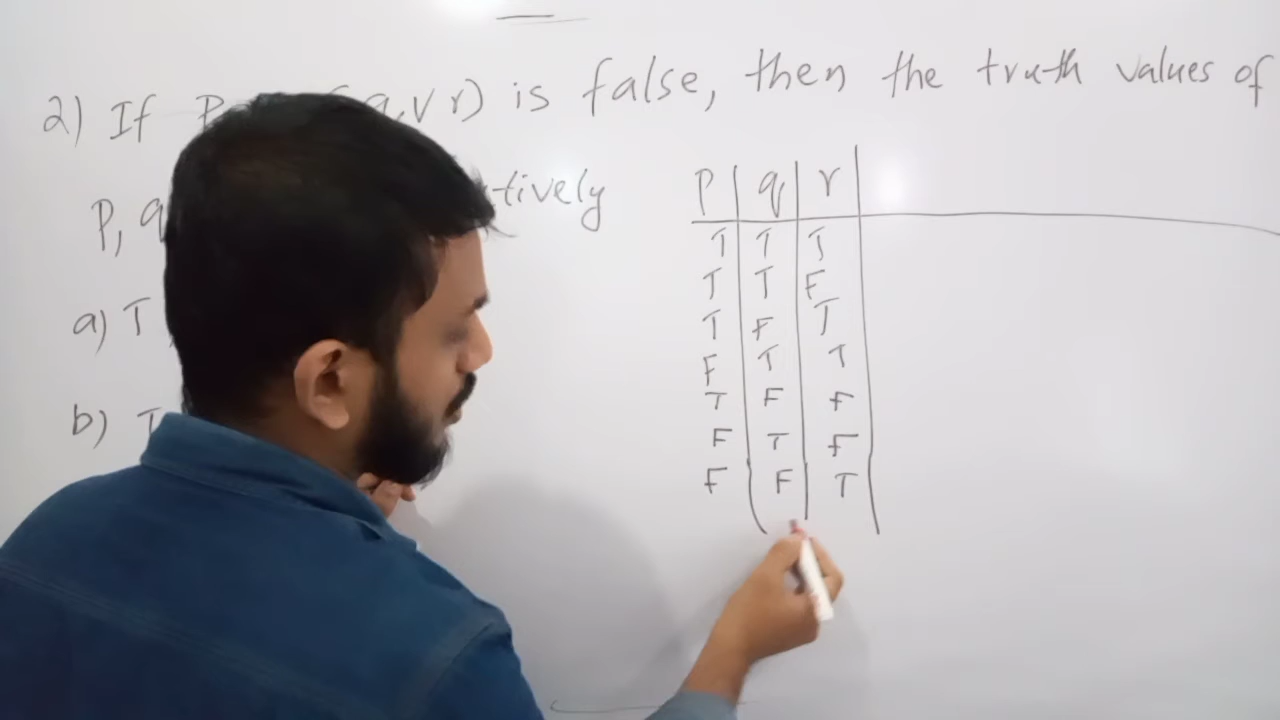 2) If P q v r) is false, then the truth values of
P, q tively
a) T
b) T
P q r
T T T
T T F
T F T
F T T
T F F
F T F
F F T